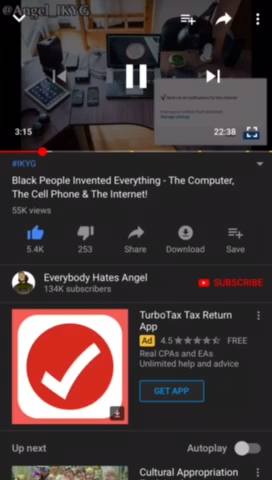 @Angel_IKYG
3:15
22:38
#IKYG
Black People Invented Everything - The Computer,
The Cell Phone & The Internet!
55K views
5.4K
253
Share
Download
Save
Everybody Hates Angel
134K subscribers
SUBSCRIBE
TurboTax Tax Return
App
Ad 4.5 FREE
Real CPAs and EAs
Unlimited help and advice
GET APP
Up next
Autoplay
Cultural Appropriation